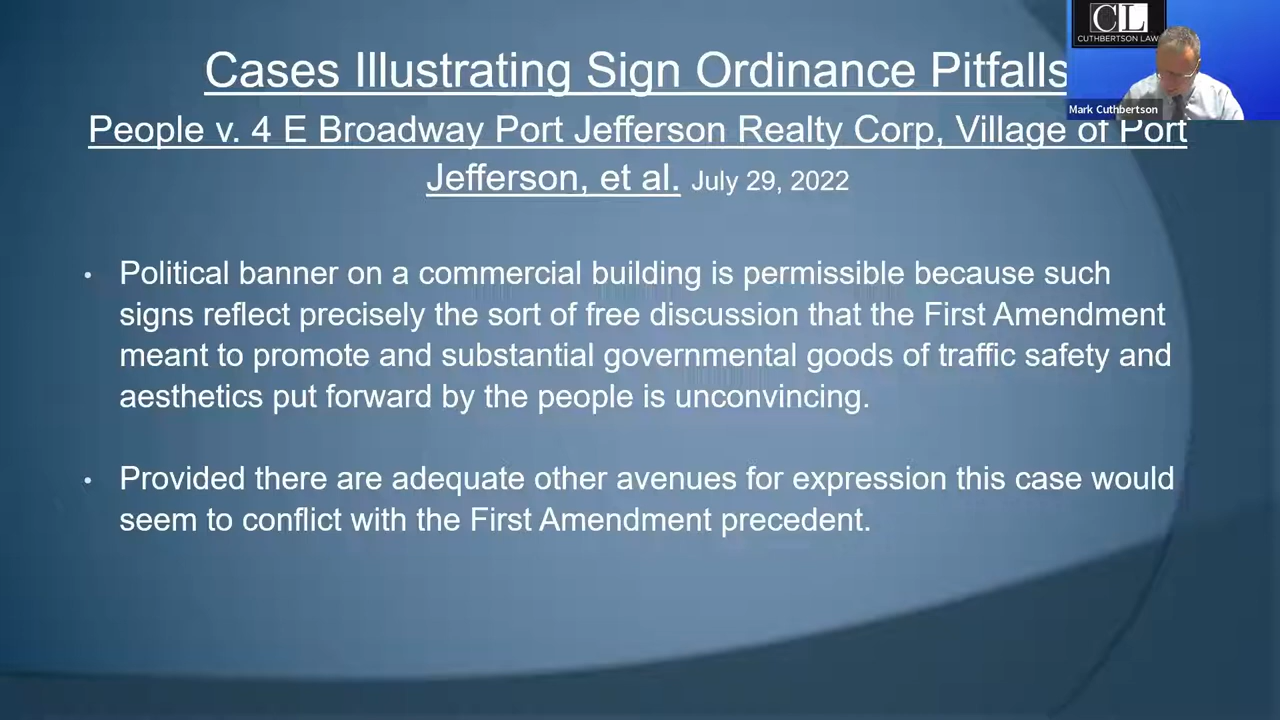 CL
CUTHBERTSON LAW
Mark Cuthbertson
Cases Illustrating Sign Ordinance Pitfalls
People v. 4 E Broadway Port Jefferson Realty Corp, Village of Port
Jefferson, et al. July 29, 2022
• Political banner on a commercial building is permissible because such
signs reflect precisely the sort of free discussion that the First Amendment
meant to promote and substantial governmental goods of traffic safety and
aesthetics put forward by the people is unconvincing.
• Provided there are adequate other avenues for expression this case would
seem to conflict with the First Amendment precedent.